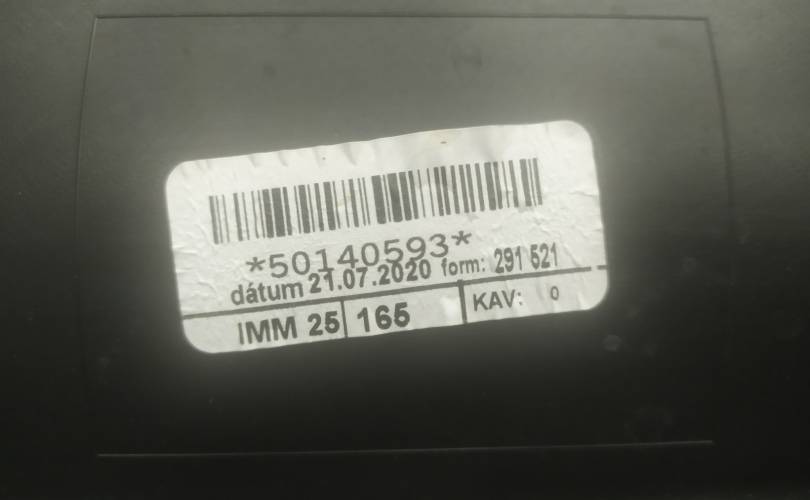 *50140593*
dátum 21.07.2020 form: 291 521
IMM 25 165 KAV: 0